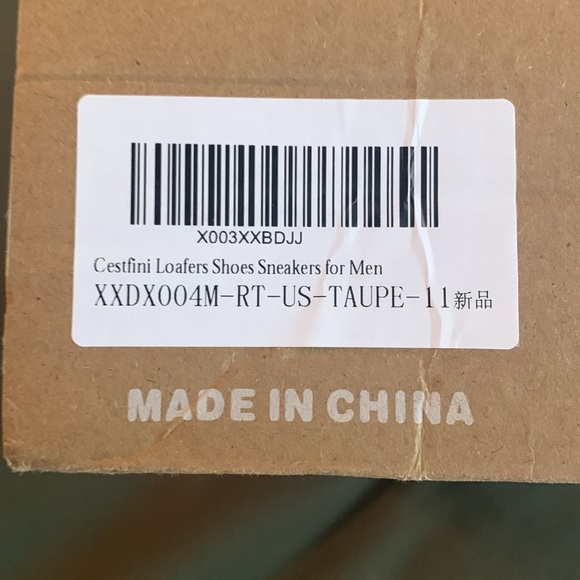 X003XXBDJJ
Cestfini Loafers Shoes Sneakers for Men
XXDX004M-RT-US-TAUPE-11新品
MADE IN CHINA